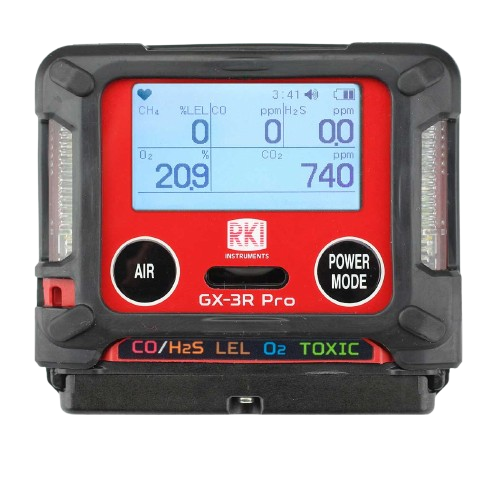 3:41
CH₄ %LEL CO ppm H₂S ppm
0 0 0.0
O₂ % CO₂ ppm
20.9 740
RKI
INSTRUMENTS
AIR
POWER
MODE
GX-3R Pro
CO/H₂S LEL O₂ TOXIC